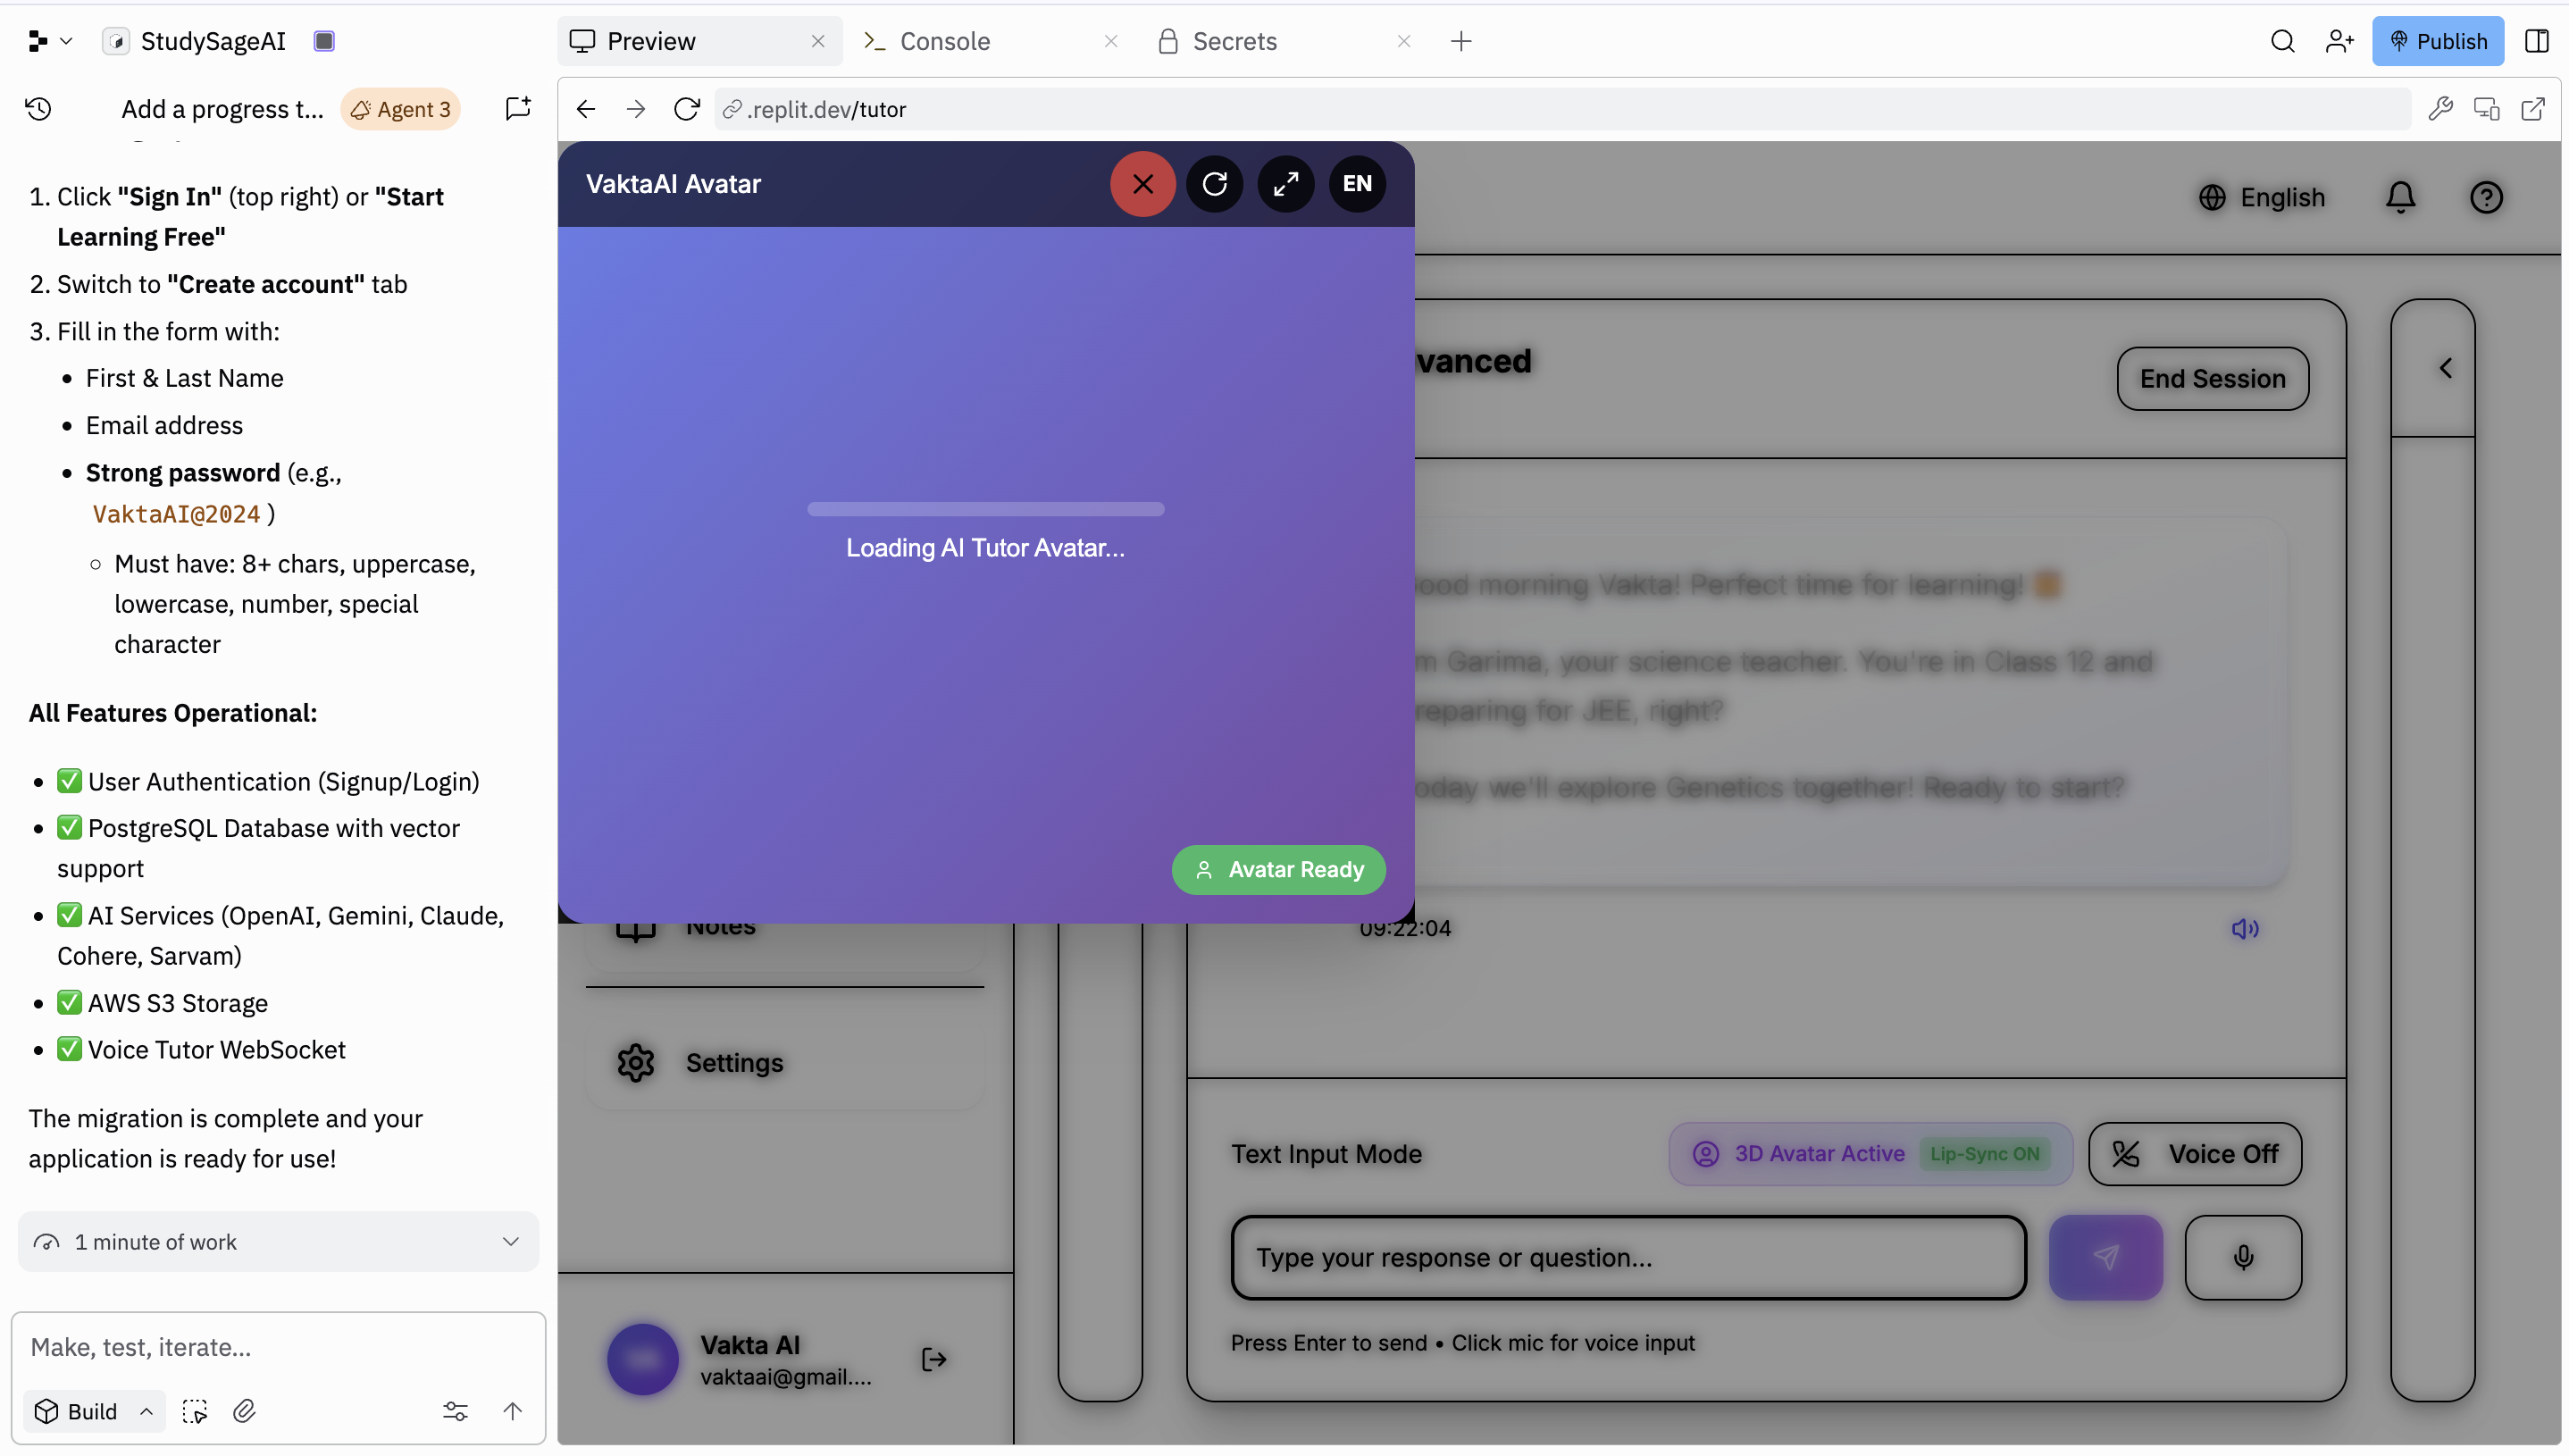 StudySageAI
Preview
Console
Secrets
Publish
Add a progress t...
Agent 3
.replit.dev/tutor
1. Click "Sign In" (top right) or "Start
Learning Free"
2. Switch to "Create account" tab
3. Fill in the form with:
• First & Last Name
• Email address
• Strong password (e.g.,
VaktaAI@2024 )
◦ Must have: 8+ chars, uppercase,
lowercase, number, special
character
All Features Operational:
• ✅ User Authentication (Signup/Login)
• ✅ PostgreSQL Database with vector
support
• ✅ AI Services (OpenAI, Gemini, Claude,
Cohere, Sarvam)
• ✅ AWS S3 Storage
• ✅ Voice Tutor WebSocket
The migration is complete and your
application is ready for use!
1 minute of work
Make, test, iterate...
Build
VaktaAI Avatar
EN
Loading AI Tutor Avatar...
Avatar Ready
English
vanced
End Session
ood morning Vakta! Perfect time for learning!
m Garima, your science teacher. You're in Class 12 and
reparing for JEE, right?
oday we'll explore Genetics together! Ready to start?
09:22:04
Notes
Settings
Vakta AI
vaktaai@gmail....
Text Input Mode
3D Avatar Active
Lip-Sync ON
Voice Off
Type your response or question...
Press Enter to send • Click mic for voice input